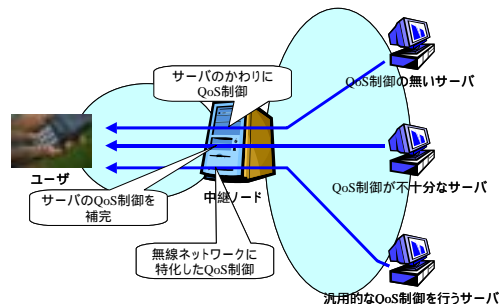 サーバのかわりに
QoS制御
QoS制御の無いサーバ
ユーザ
QoS制御が不十分なサーバ
サーバのQoS制御を
補完
中継ノード
無線ネットワークに
特化したQoS制御
汎用的なQoS制御を行うサーバ